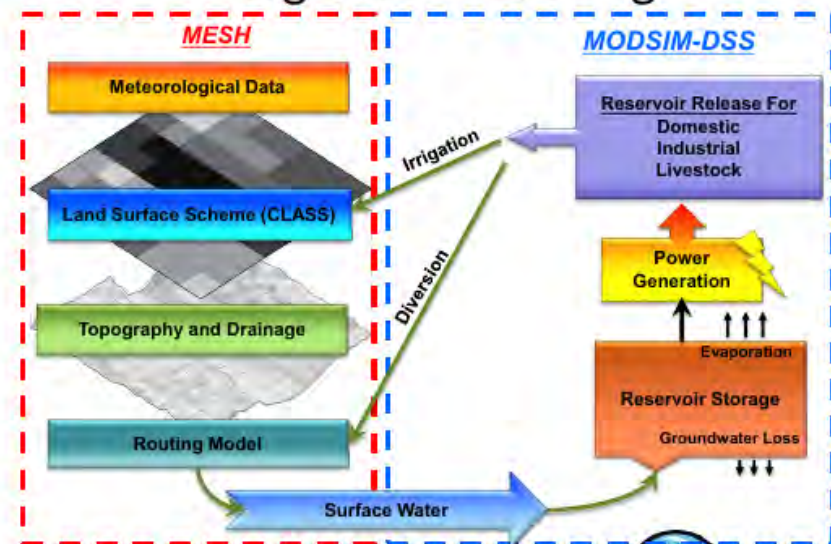 MESH
Meteorological Data
Land Surface Scheme (CLASS)
Topography and Drainage
Routing Model
MODSIM-DSS
Reservoir Release For
Domestic
Industrial
Livestock
Irrigation
Diversion
Power
Generation
Evaporation
Reservoir Storage
Groundwater Loss
Surface Water